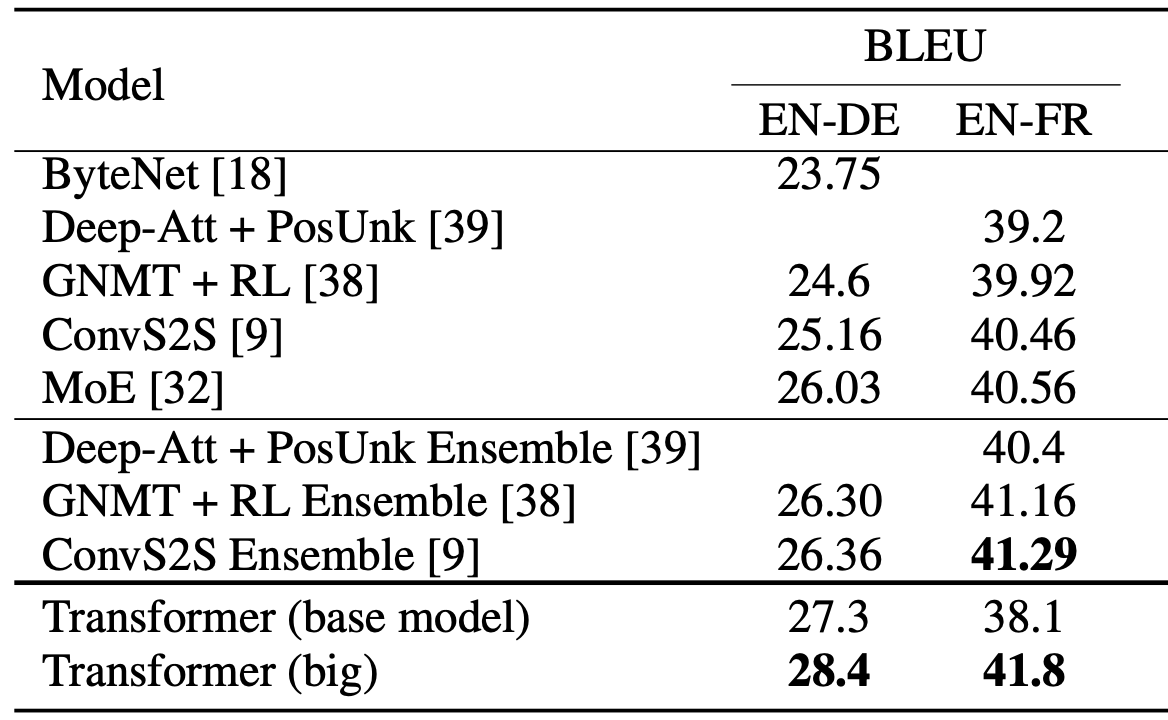 Model BLEU
EN-DE EN-FR
ByteNet [18] 23.75
Deep-Att + PosUnk [39] 39.2
GNMT + RL [38] 24.6 39.92
ConvS2S [9] 25.16 40.46
MoE [32] 26.03 40.56
Deep-Att + PosUnk Ensemble [39] 40.4
GNMT + RL Ensemble [38] 26.30 41.16
ConvS2S Ensemble [9] 26.36 41.29
Transformer (base model) 27.3 38.1
Transformer (big) 28.4 41.8